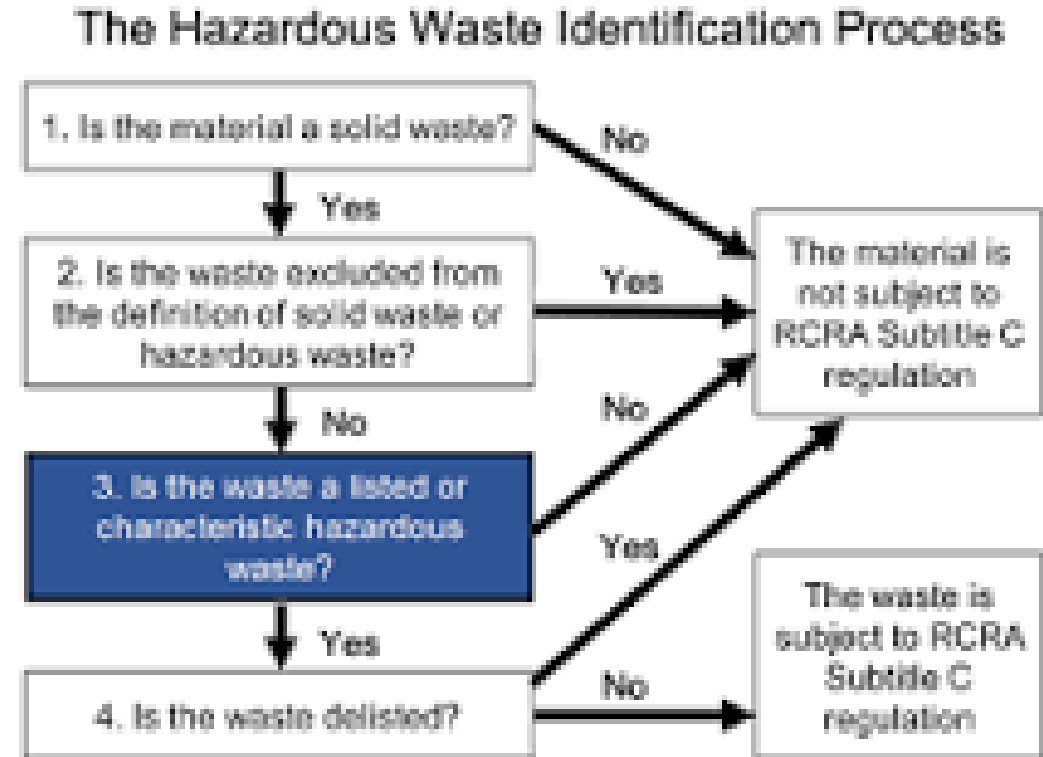 The Hazardous Waste Identification Process
1. Is the material a solid waste?
No
Yes
2. Is the waste excluded from
the definition of solid waste or
hazardous waste?
Yes
The material is
not subject to
RCRA Subtitle C
regulation
No
No
3. Is the waste a listed or
characteristic hazardous
waste?
Yes
Yes
4. Is the waste delisted?
No
The waste is
subject to RCRA
Subtitle C
regulation